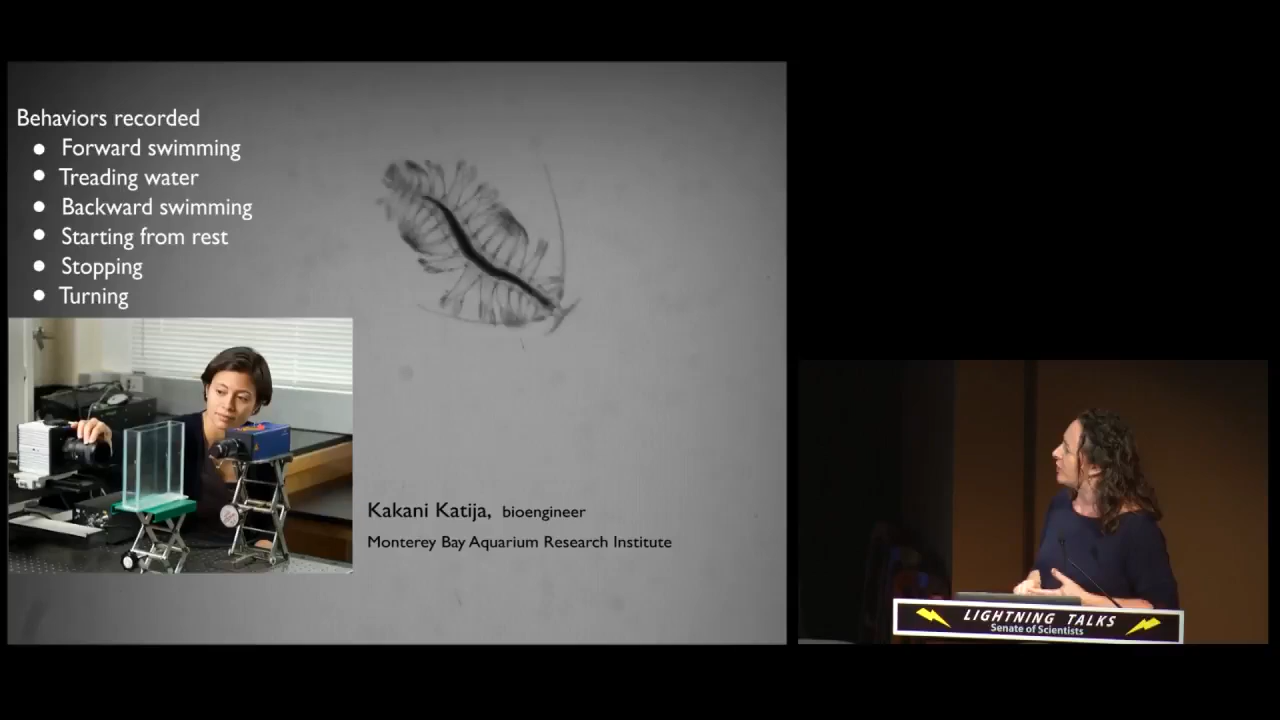 Behaviors recorded
● Forward swimming
● Treading water
● Backward swimming
● Starting from rest
● Stopping
● Turning
Kakani Katija, bioengineer
Monterey Bay Aquarium Research Institute
LIGHTNING TALKS
Senate of Scientists